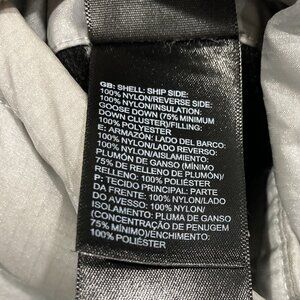 GB: SHELL: SHIP SIDE:
100% NYLON/REVERSE SIDE:
100% NYLON/INSULATION:
GOOSE DOWN (75% MINIMUM
DOWN CLUSTER)/FILLING:
100% POLYESTER
E: ARMAZÓN: LADO DEL BARCO:
100% NYLON/LADO REVERSO:
100% NYLON/AISLAMIENTO:
PLUMÓN DE GANSO (MÍNIMO
75% DE RELLENO DE PLUMÓN)/
RELLENO: 100% POLIÉSTER
P: TECIDO PRINCIPAL: PARTE
DA FRENTE: 100% NYLON/LADO
DO AVESSO: 100% NYLON/
ISOLAMENTO: PLUMA DE GANSO
(CONCENTRAÇÃO DE PENUGEM
75% MÍNIMO)/ENCHIMENTO:
100% POLIÉSTER